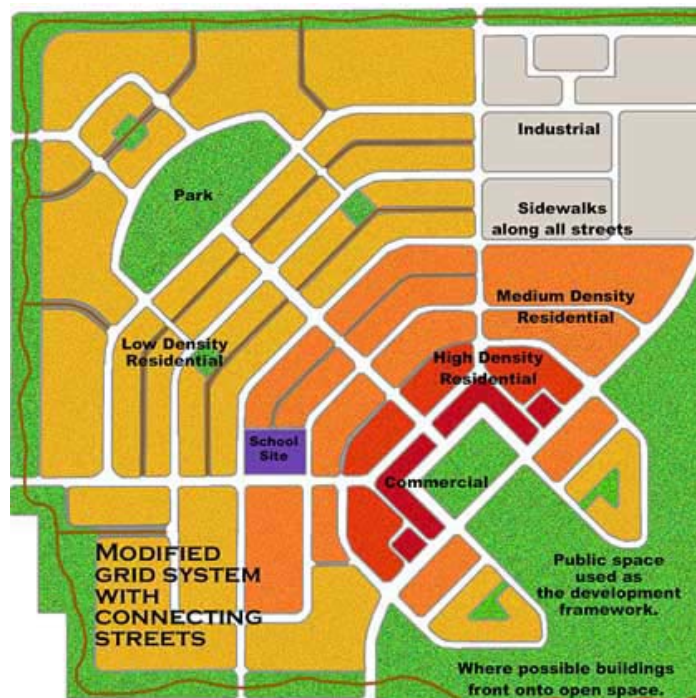 Industrial
Park
Sidewalks
along all streets
Medium Density
Residential
Low Density
Residential
High Density
Residential
School
Site
Commercial
MODIFIED
GRID SYSTEM
WITH
CONNECTING
STREETS
Public space
used as
the development
framework.
Where possible buildings
front onto open space.